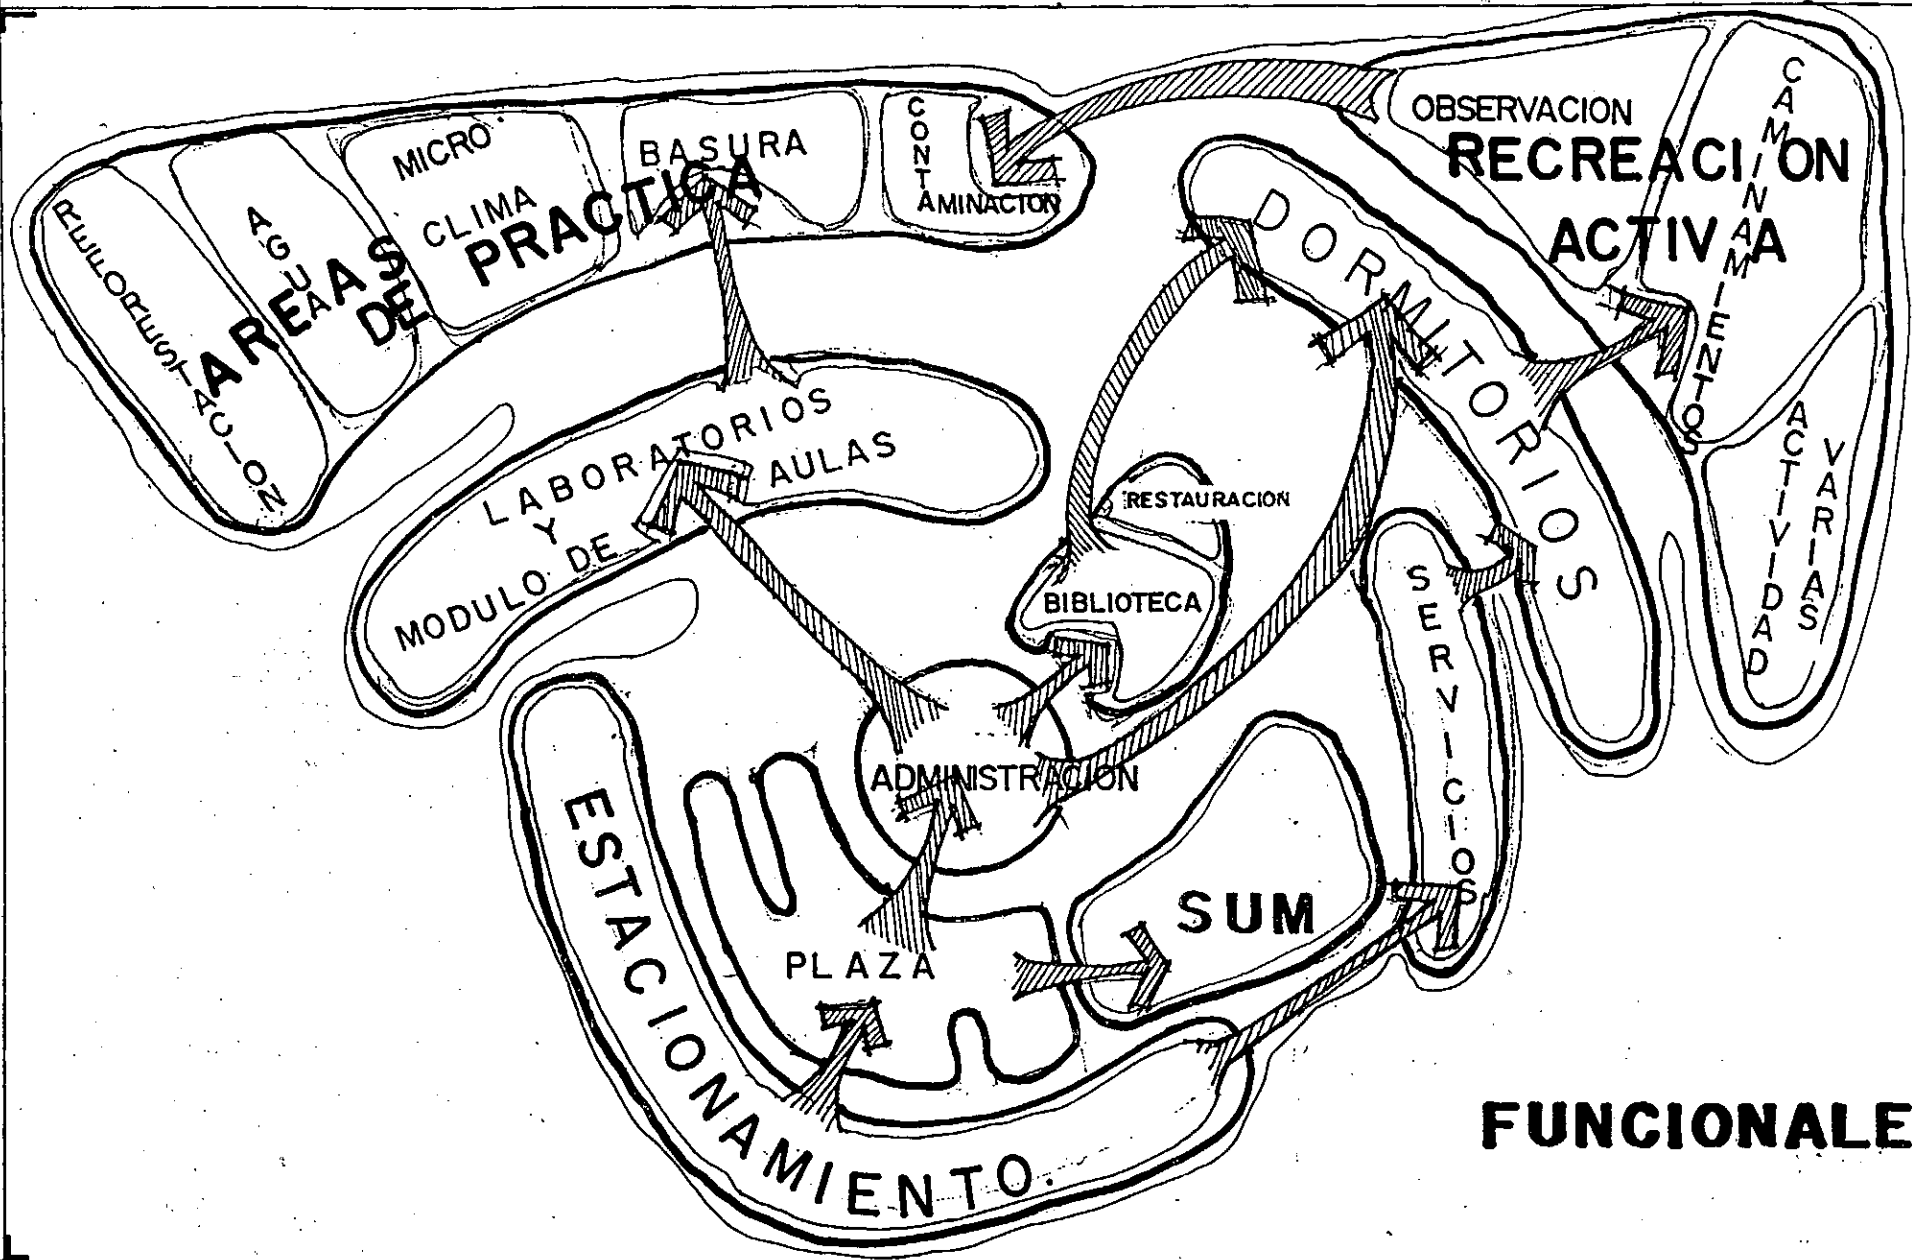 OBSERVACION
RECREACION
ACTIVA
CAMINAMIENTOS
ACTIVIDAD
VARIAS
MICRO
CLIMA
BASURA
CONTAMINACION
AGUA
REFORESTACION
AREAS
DE
PRACTICA
DORMITORIOS
LABORATORIOS
Y
MODULO DE AULAS
RESTAURACION
BIBLIOTECA
SERVICIOS
ADMINISTRACION
SUM
PLAZA
ESTACIONAMIENTO.
FUNCIONALE